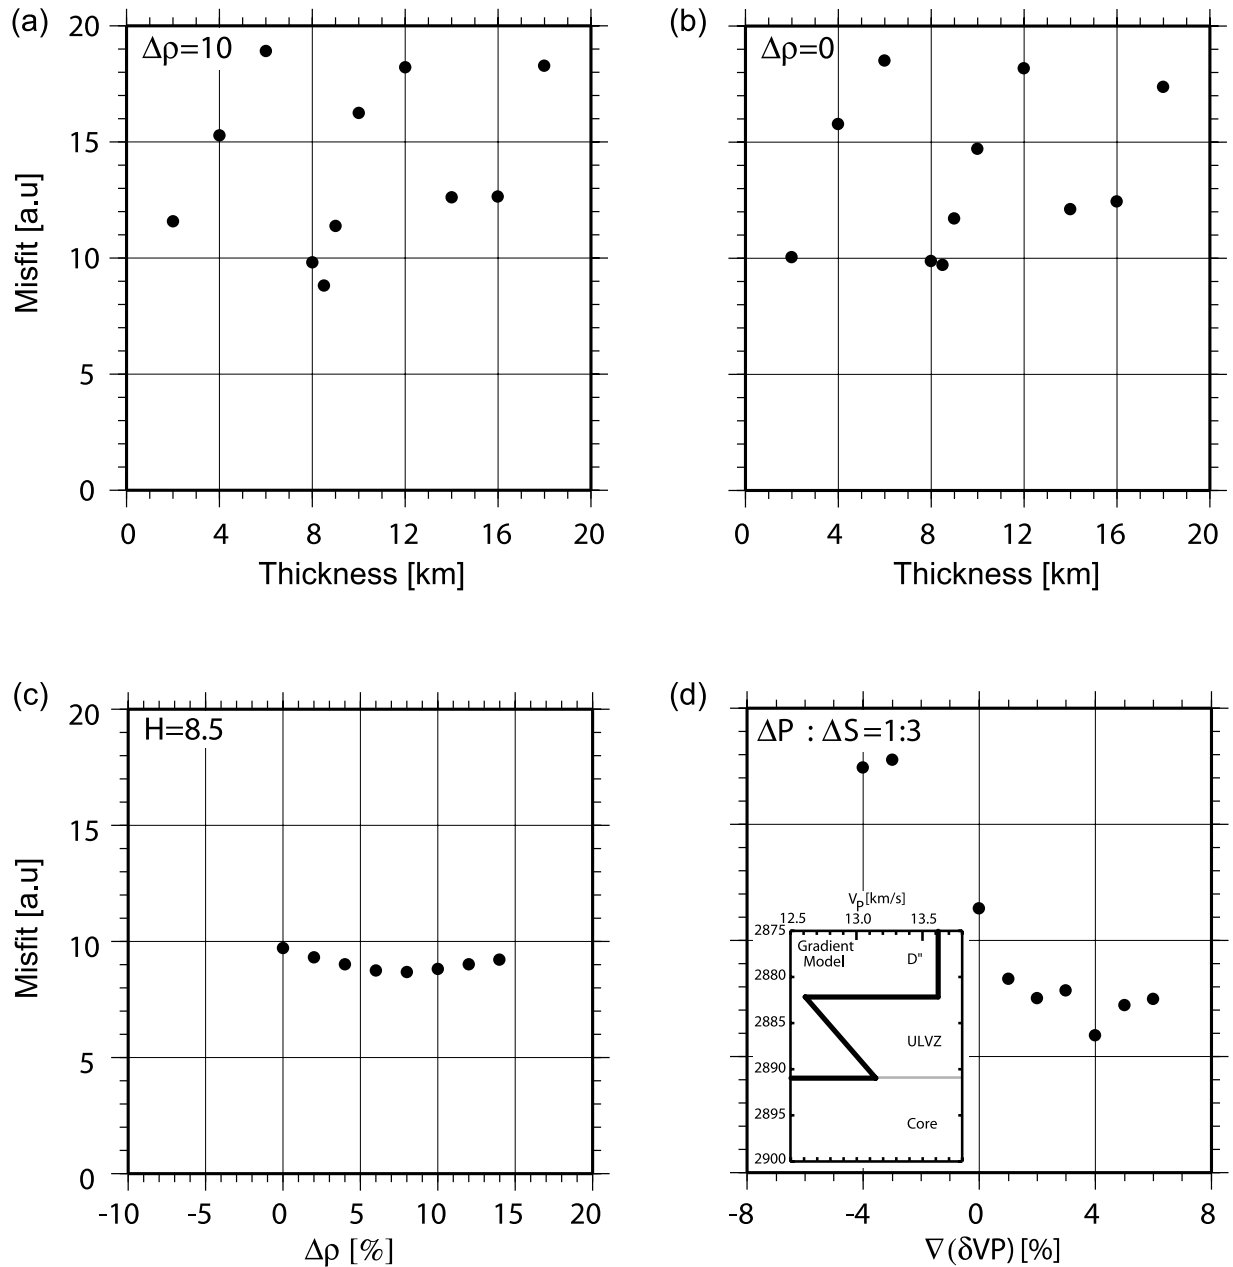 (a)
Δρ=10
Misfit [a.u]
20
15
10
5
0
0 4 8 12 16 20
Thickness [km]
(b)
Δρ=0
0 4 8 12 16 20
Thickness [km]
(c)
H=8.5
Misfit [a.u]
20
15
10
5
0
-10 -5 0 5 10 15 20
Δρ [%]
(d)
ΔP : ΔS=1:3
VP[km/s]
12.5 13.0 13.5
2875
2880
2885
2890
2895
2900
Gradient
Model
D"
ULVZ
Core
-8 -4 0 4 8
∇(δVP) [%]